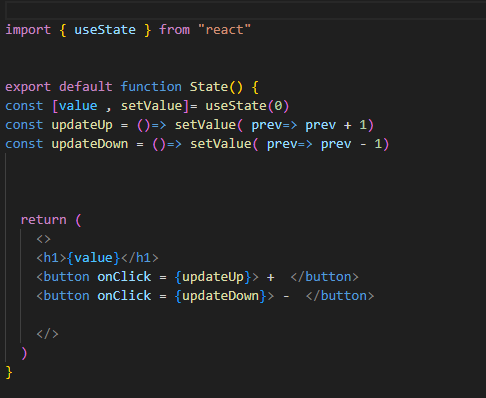 import { useState } from "react"
export default function State() {
const [value , setValue]= useState(0)
const updateUp = ()=> setValue( prev=> prev + 1)
const updateDown = ()=> setValue( prev=> prev - 1)
return (
<>
<h1>{value}</h1>
<button onClick = {updateUp}> +  </button>
<button onClick = {updateDown}> -  </button>
</>
)
}